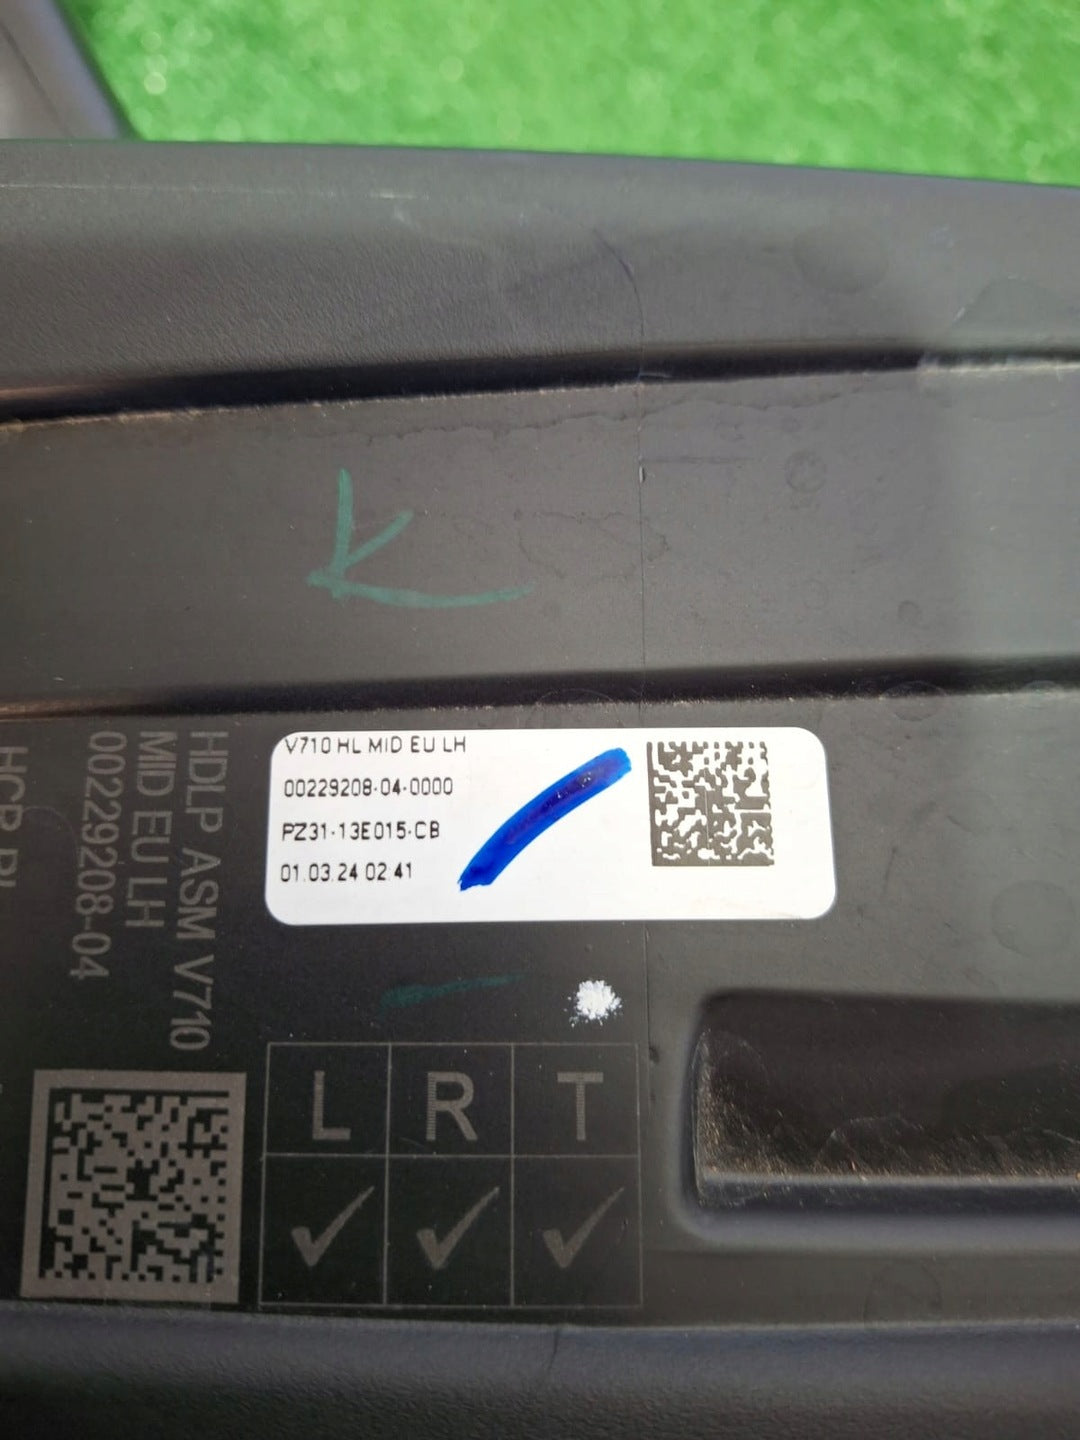 K
V710 HL MID EU LH
00229208-04-0000
PZ31-13E015-CB
01.03.24 02 41
HDLP ASM V710
MID EU LH
00229208-04
L R T